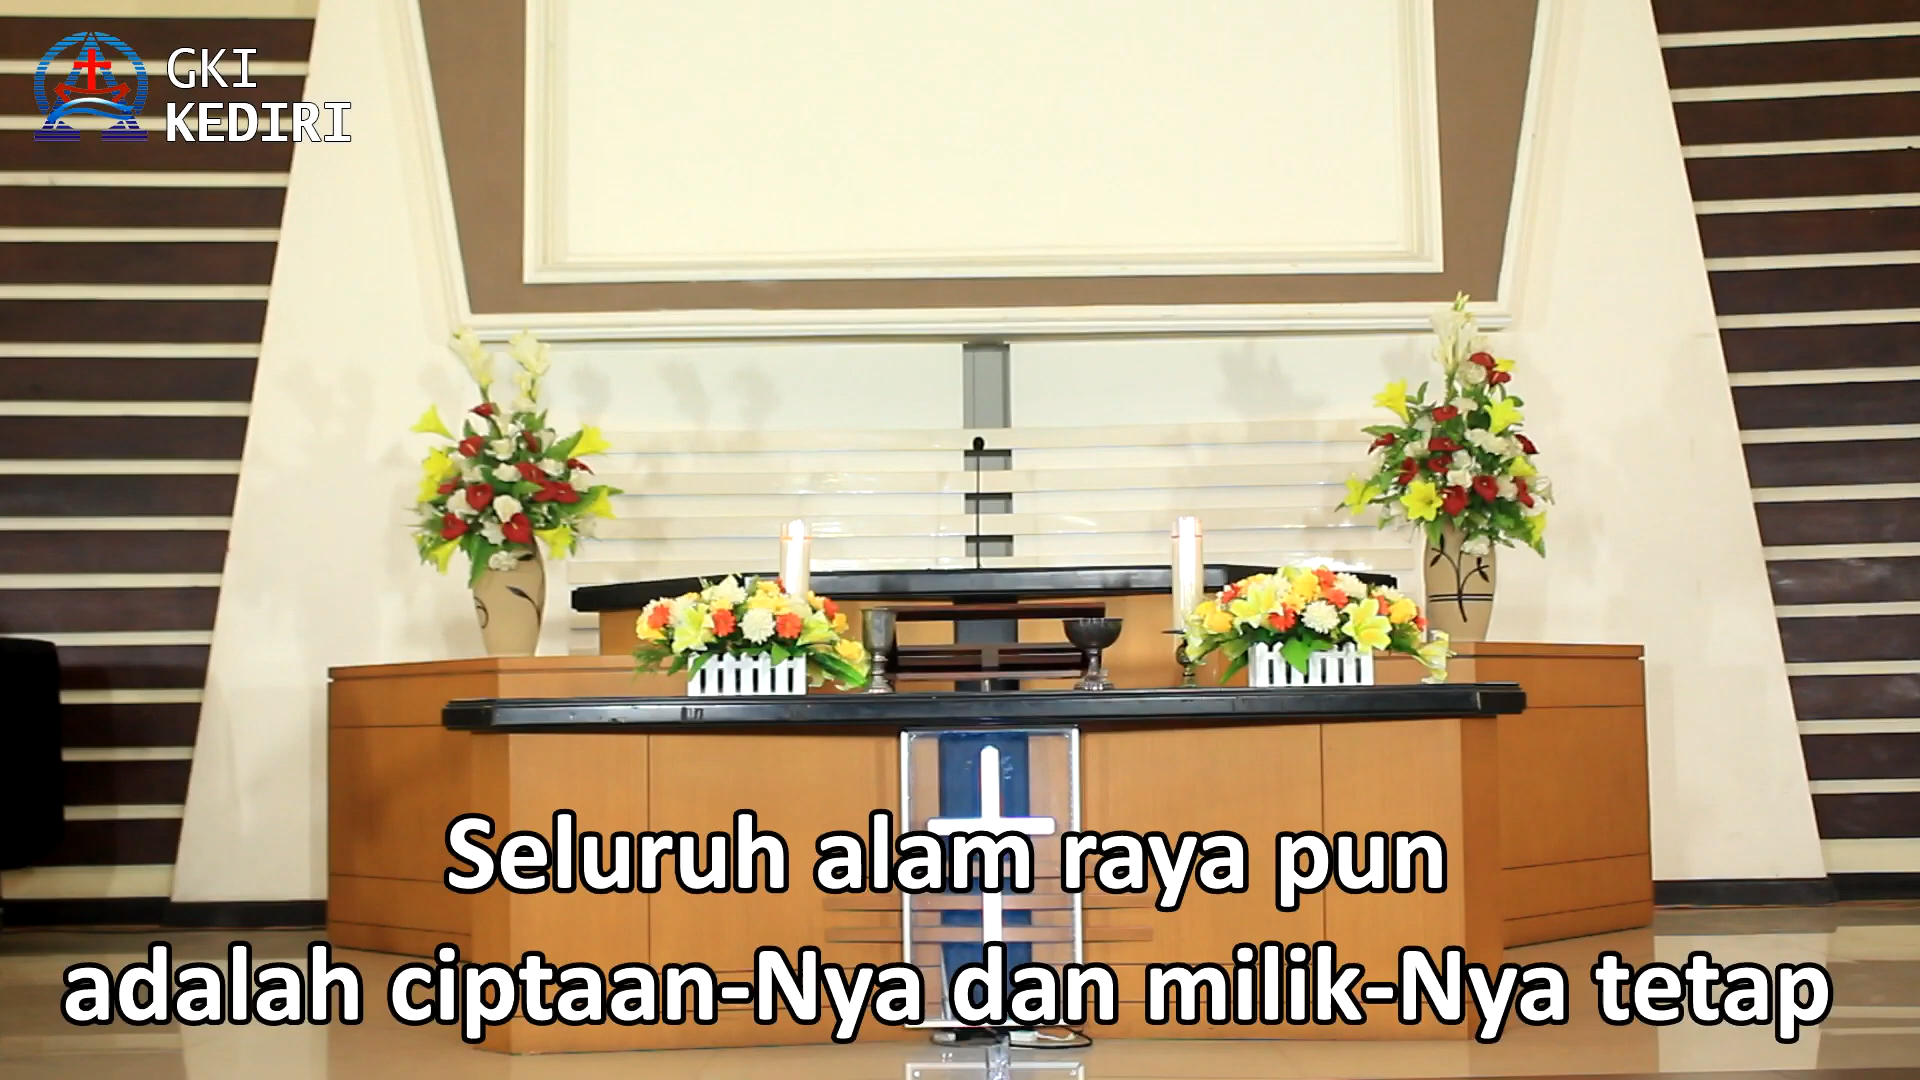 GKI
KEDIRI
Seluruh alam raya pun
adalah ciptaan-Nya dan milik-Nya tetap